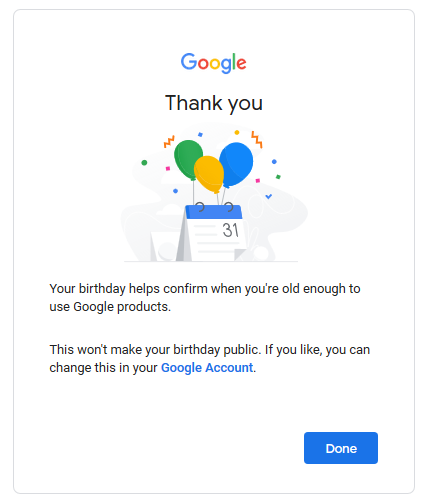 Google
Thank you
31
Your birthday helps confirm when you're old enough to
use Google products.
This won't make your birthday public. If you like, you can
change this in your Google Account.
Done